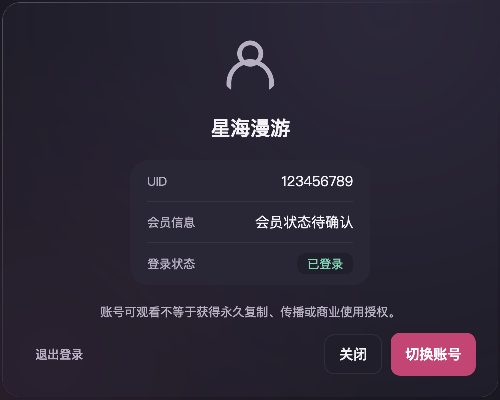 星海漫游
UID 123456789
会员信息 会员状态待确认
登录状态 已登录
账号可观看不等于获得永久复制、传播或商业使用授权。
退出登录 关闭 切换账号